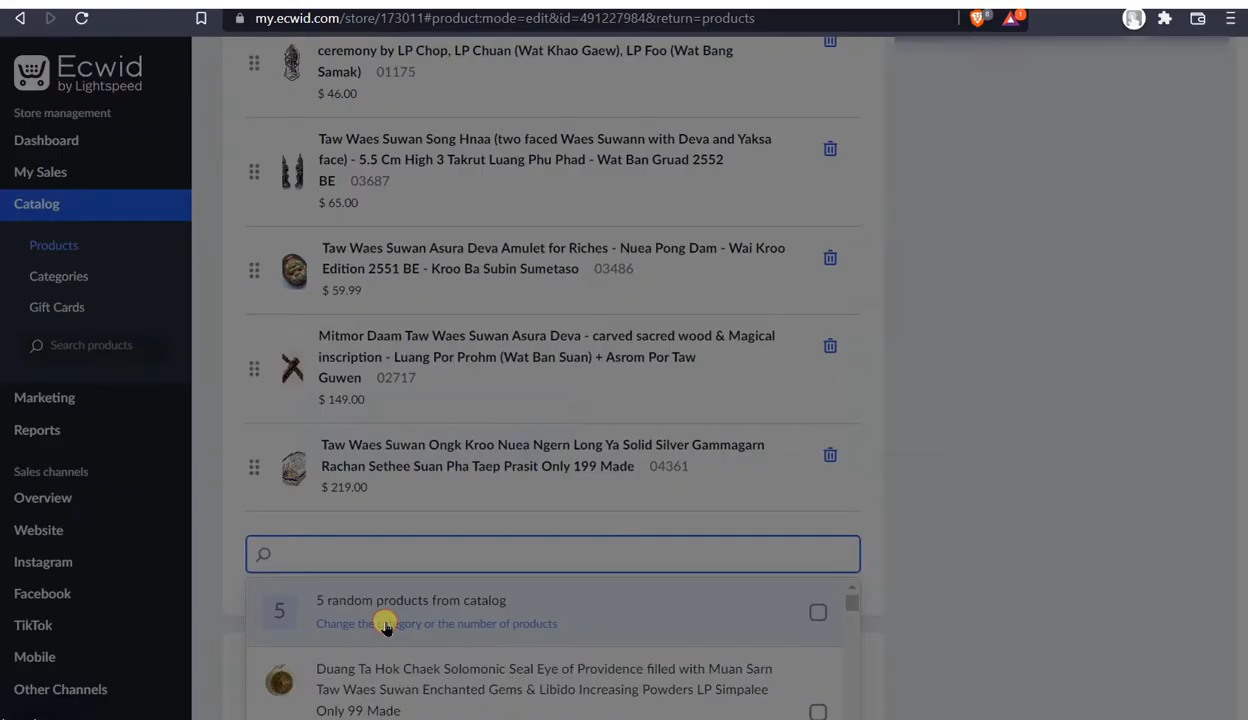 my.ecwid.com/store/173011#product:mode=edit&id=491227984&return=products
6
1
Ecwid
by Lightspeed
Store management
Dashboard
My Sales
Catalog
Products
Categories
Gift Cards
Search products
Marketing
Reports
Sales channels
Overview
Website
Instagram
Facebook
TikTok
Mobile
Other Channels
ceremony by LP Chop, LP Chuan (Wat Khao Gaew), LP Foo (Wat Bang
Samak) 01175
$ 46.00
Taw Waes Suwan Song Hnaa (two faced Waes Suwann with Deva and Yaksa
face) - 5.5 Cm High 3 Takrut Luang Phu Phad - Wat Ban Gruad 2552
BE 03687
$ 65.00
Taw Waes Suwan Asura Deva Amulet for Riches - Nuea Pong Dam - Wai Kroo
Edition 2551 BE - Kroo Ba Subin Sumetaso 03486
$ 59.99
Mitmor Daam Taw Waes Suwan Asura Deva - carved sacred wood & Magical
inscription - Luang Por Prohm (Wat Ban Suan) + Asrom Por Taw
Guwen 02717
$ 149.00
Taw Waes Suwan Ongk Kroo Nuea Ngern Long Ya Solid Silver Gammagarn
Rachan Sethee Suan Pha Taep Prasit Only 199 Made 04361
$ 219.00
5
5 random products from catalog
Change the category or the number of products
Duang Ta Hok Chaek Solomonic Seal Eye of Providence filled with Muan Sarn
Taw Waes Suwan Enchanted Gems & Libido Increasing Powders LP Simpalee
Only 99 Made